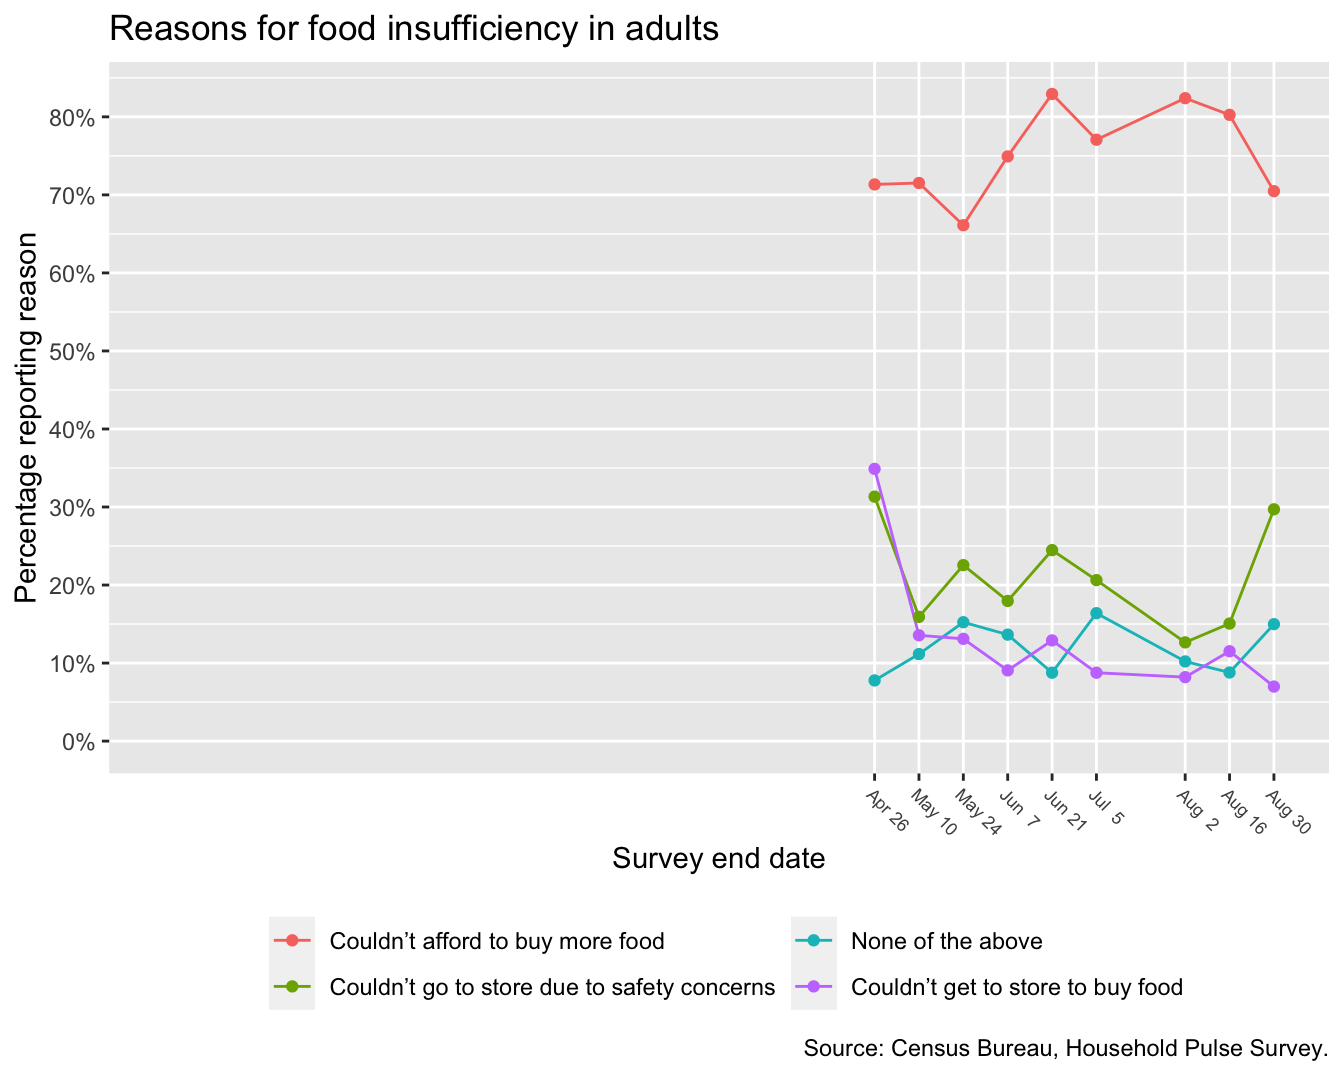 Reasons for food insufficiency in adults
Percentage reporting reason
80%
70%
60%
50%
40%
30%
20%
10%
0%
Apr 26
May 10
May 24
Jun 7
Jun 21
Jul 5
Aug 2
Aug 16
Aug 30
Survey end date
Couldn’t afford to buy more food
None of the above
Couldn’t go to store due to safety concerns
Couldn’t get to store to buy food
Source: Census Bureau, Household Pulse Survey.